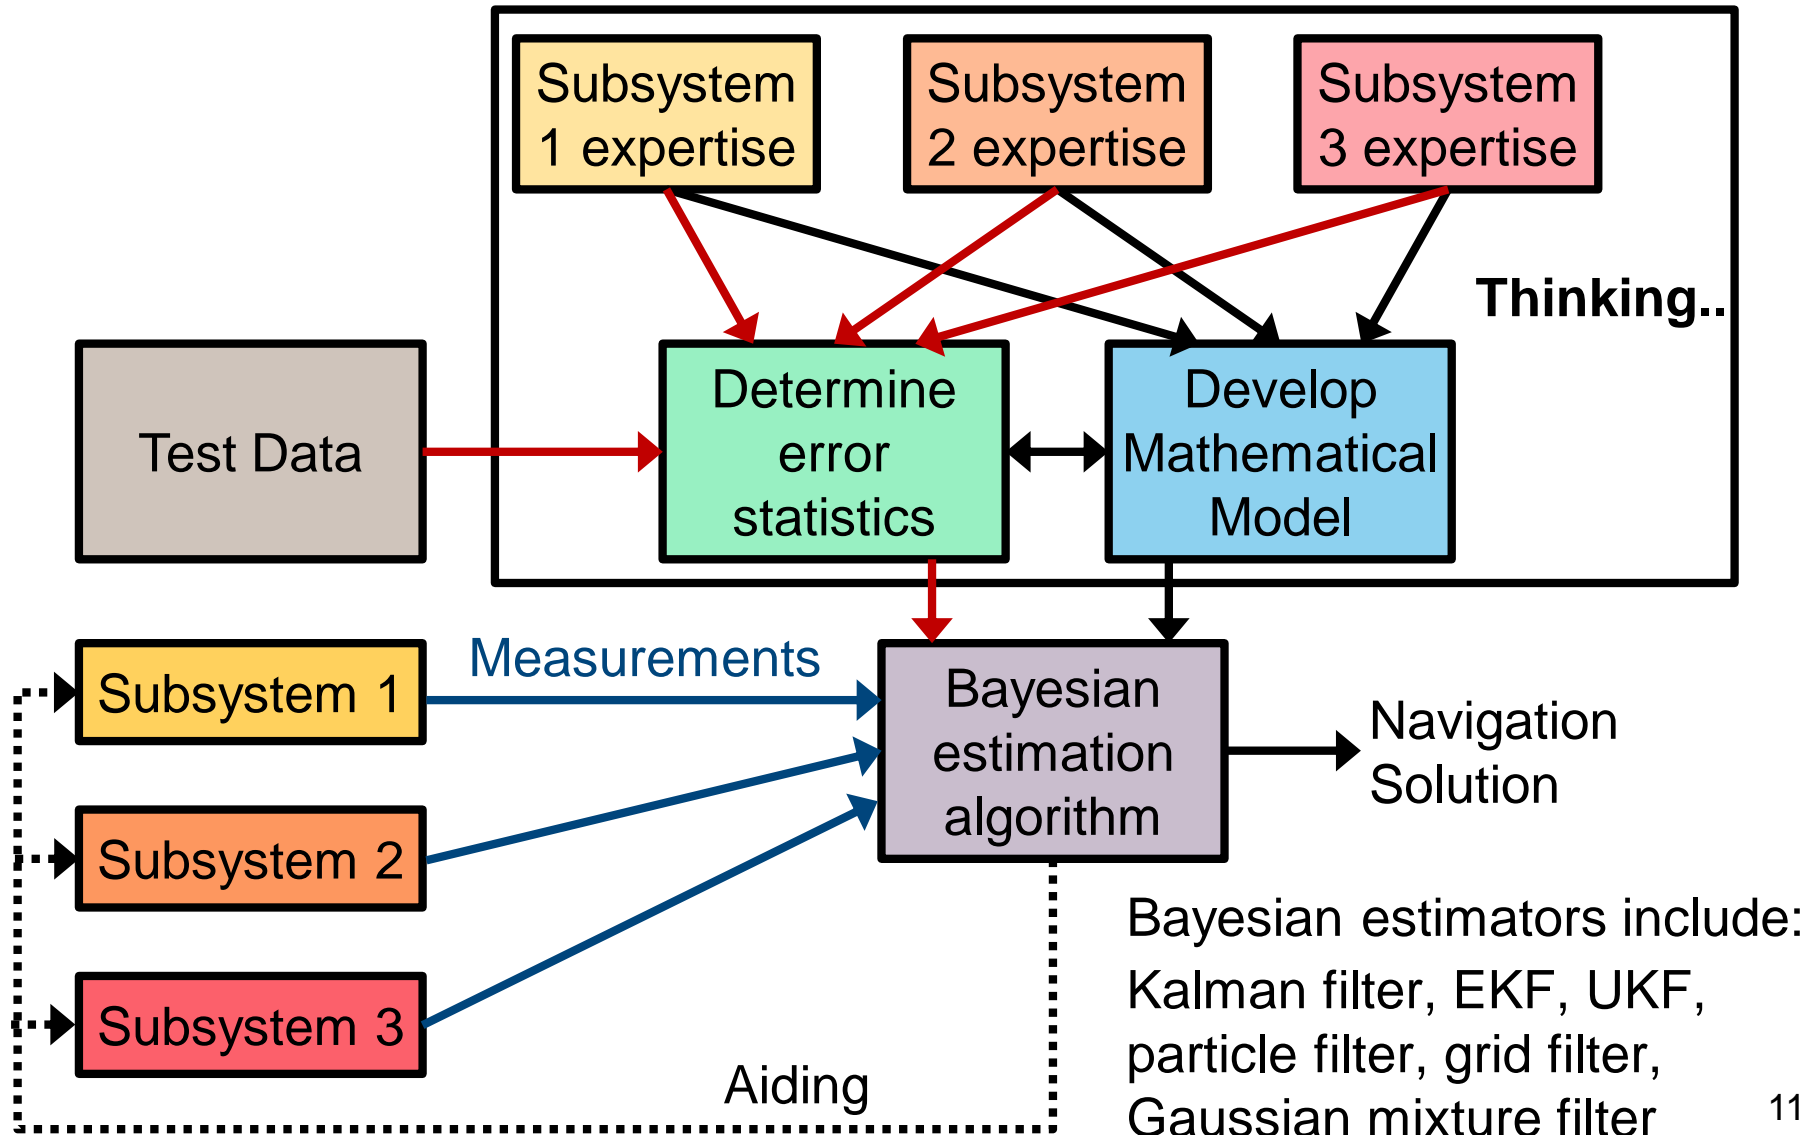 Subsystem
1 expertise
Subsystem
2 expertise
Subsystem
3 expertise
Thinking..
Test Data
Determine
error
statistics
Develop
Mathematical
Model
Measurements
Subsystem 1
Subsystem 2
Subsystem 3
Bayesian
estimation
algorithm
Navigation
Solution
Aiding
Bayesian estimators include:
Kalman filter, EKF, UKF,
particle filter, grid filter,
Gaussian mixture filter
11